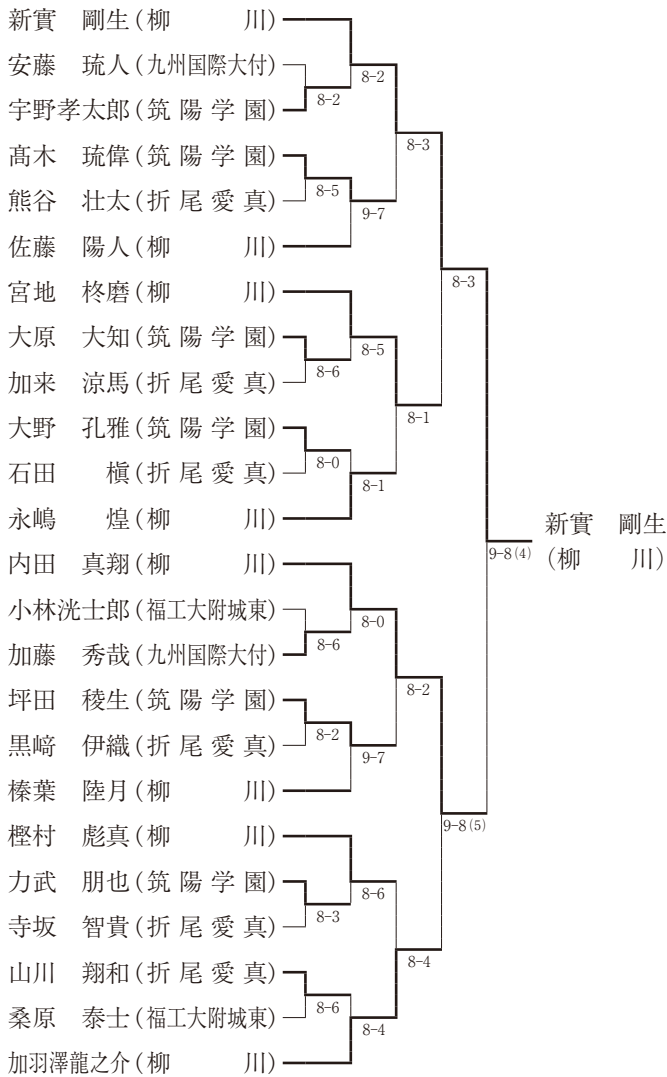 新實　剛生(柳　　　川)
安藤　琉人(九州国際大付)
宇野孝太郎(筑陽学園)
髙木　琉偉(筑陽学園)
熊谷　壮太(折尾愛真)
佐藤　陽人(柳　　　川)
宮地　柊磨(柳　　　川)
大原　大知(筑陽学園)
加来　涼馬(折尾愛真)
大野　孔雅(筑陽学園)
石田　　槇(折尾愛真)
永嶋　　煌(柳　　　川)
内田　真翔(柳　　　川)
小林洸士郎(福工大附城東)
加藤　秀哉(九州国際大付)
坪田　稜生(筑陽学園)
黒﨑　伊織(折尾愛真)
榛葉　陸月(柳　　　川)
樫村　彪真(柳　　　川)
力武　朋也(筑陽学園)
寺坂　智貴(折尾愛真)
山川　翔和(折尾愛真)
桑原　泰士(福工大附城東)
加羽澤龍之介(柳　　　川)
8-2
8-5
8-6
8-0
8-6
8-2
8-3
8-6
8-2
9-7
8-5
8-1
8-0
9-7
8-6
8-4
8-3
8-1
8-2
8-4
8-3
9-8(5)
9-8(4)
新實　剛生
(柳　　川)